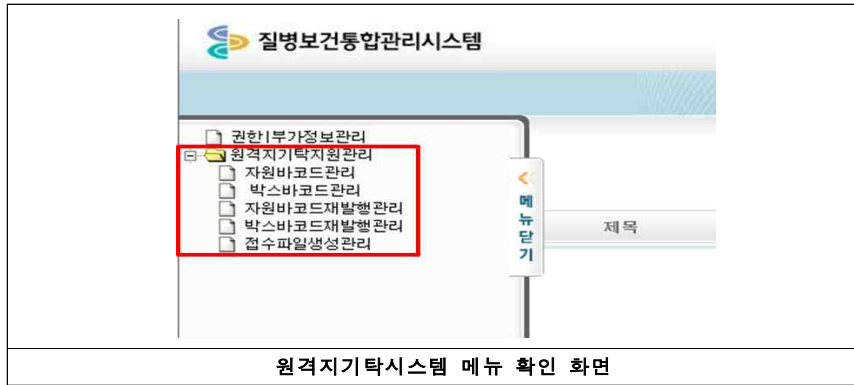 질병보건통합관리시스템
권한|부가정보관리
원격지기탁지원관리
자원바코드관리
박스바코드관리
자원바코드재발행관리
박스바코드재발행관리
접수파일생성관리
메뉴닫기
제목
원격지기탁시스템 메뉴 확인 화면